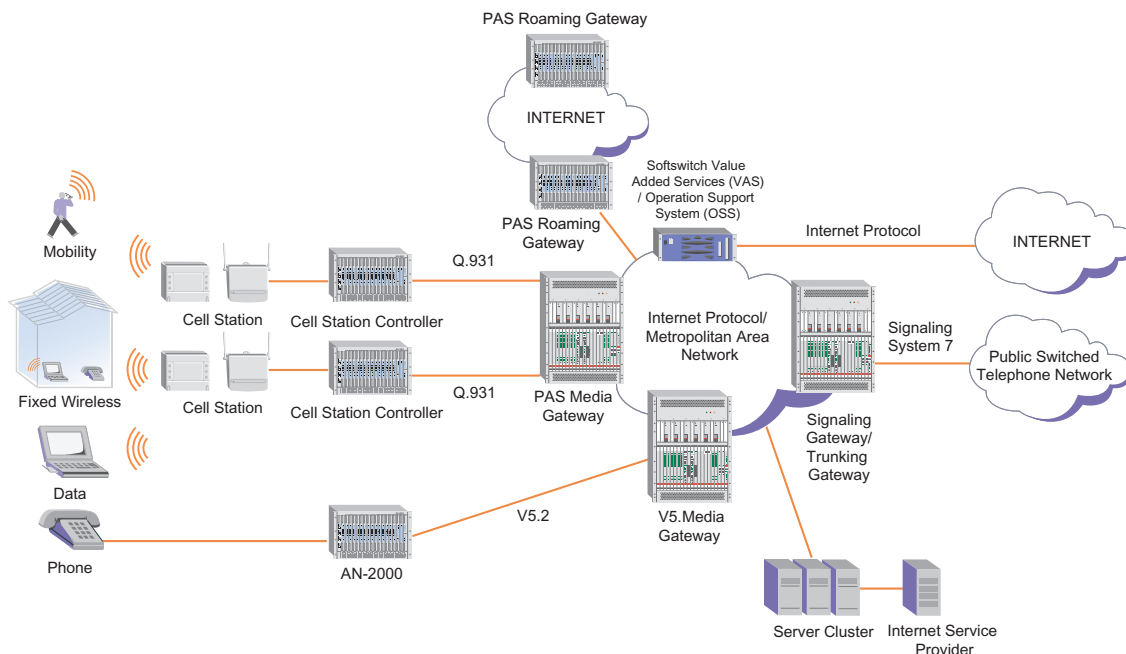 PAS Roaming Gateway
INTERNET
PAS Roaming
Gateway
Softswitch Value
Added Services (VAS)
/ Operation Support
System (OSS)
Internet Protocol
INTERNET
Mobility
Cell Station
Cell Station Controller
Q.931
Internet Protocol/
Metropolitan Area
Network
Signaling
System 7
Public Switched
Telephone Network
Fixed Wireless
Cell Station
Cell Station Controller
Q.931
PAS Media
Gateway
Signaling
Gateway/
Trunking
Gateway
Data
Phone
AN-2000
V5.2
V5.Media
Gateway
Server Cluster
Internet Service
Provider